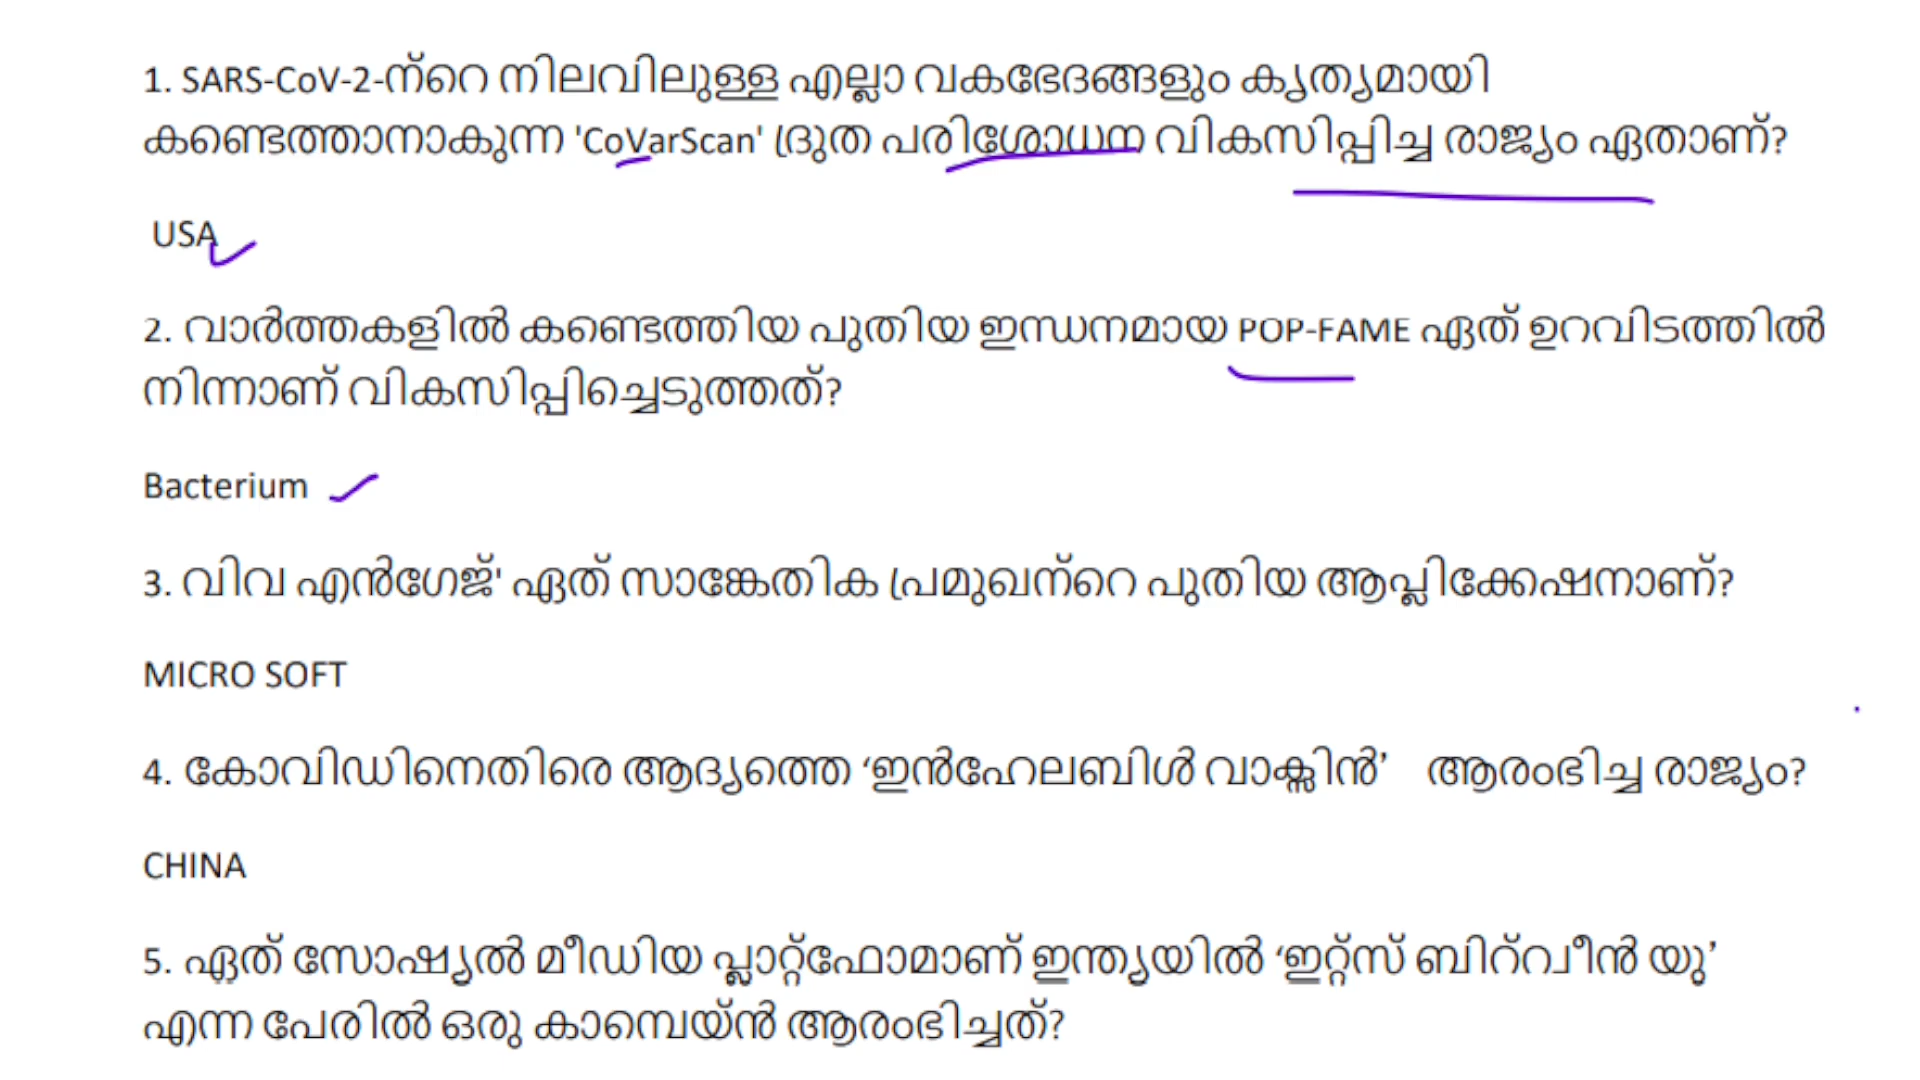 1. SARS-CoV-2-ന്റെ നിലവിലുള്ള എല്ലാ വകഭേദങ്ങളും കൃത്യമായി
കണ്ടെത്താനാകുന്ന 'CoVarScan' ദ്രുത പരിശോധന വികസിപ്പിച്ച രാജ്യം ഏതാണ്?
USA
2. വാർത്തകളിൽ കണ്ടെത്തിയ പുതിയ ഇന്ധനമായ POP-FAME ഏത് ഉറവിടത്തിൽ
നിന്നാണ് വികസിപ്പിച്ചെടുത്തത്?
Bacterium
3. വിവ എൻഗേജ്' ഏത് സാങ്കേതിക പ്രമുഖന്റെ പുതിയ ആപ്ലിക്കേഷനാണ്?
MICRO SOFT
4. കോവിഡിനെതിരെ ആദ്യത്തെ ‘ഇൻഹേലബിൾ വാക്സിൻ’ ആരംഭിച്ച രാജ്യം?
CHINA
5. ഏത് സോഷ്യൽ മീഡിയ പ്ലാറ്റ്ഫോമാണ് ഇന്ത്യയിൽ ‘ഇറ്റ്സ് ബിറ്വീൻ യു’
എന്ന പേരിൽ ഒരു കാമ്പെയ്ൻ ആരംഭിച്ചത്?